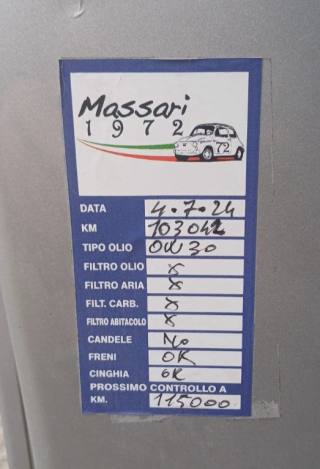 Massari
1972
72
DATA 4.7.24
KM 103042
TIPO OLIO 0W30
FILTRO OLIO X
FILTRO ARIA X
FILT. CARB. X
FILTRO ABITACOLO X
CANDELE No
FRENI OK
CINGHIA OK
PROSSIMO CONTROLLO A
KM. 115000